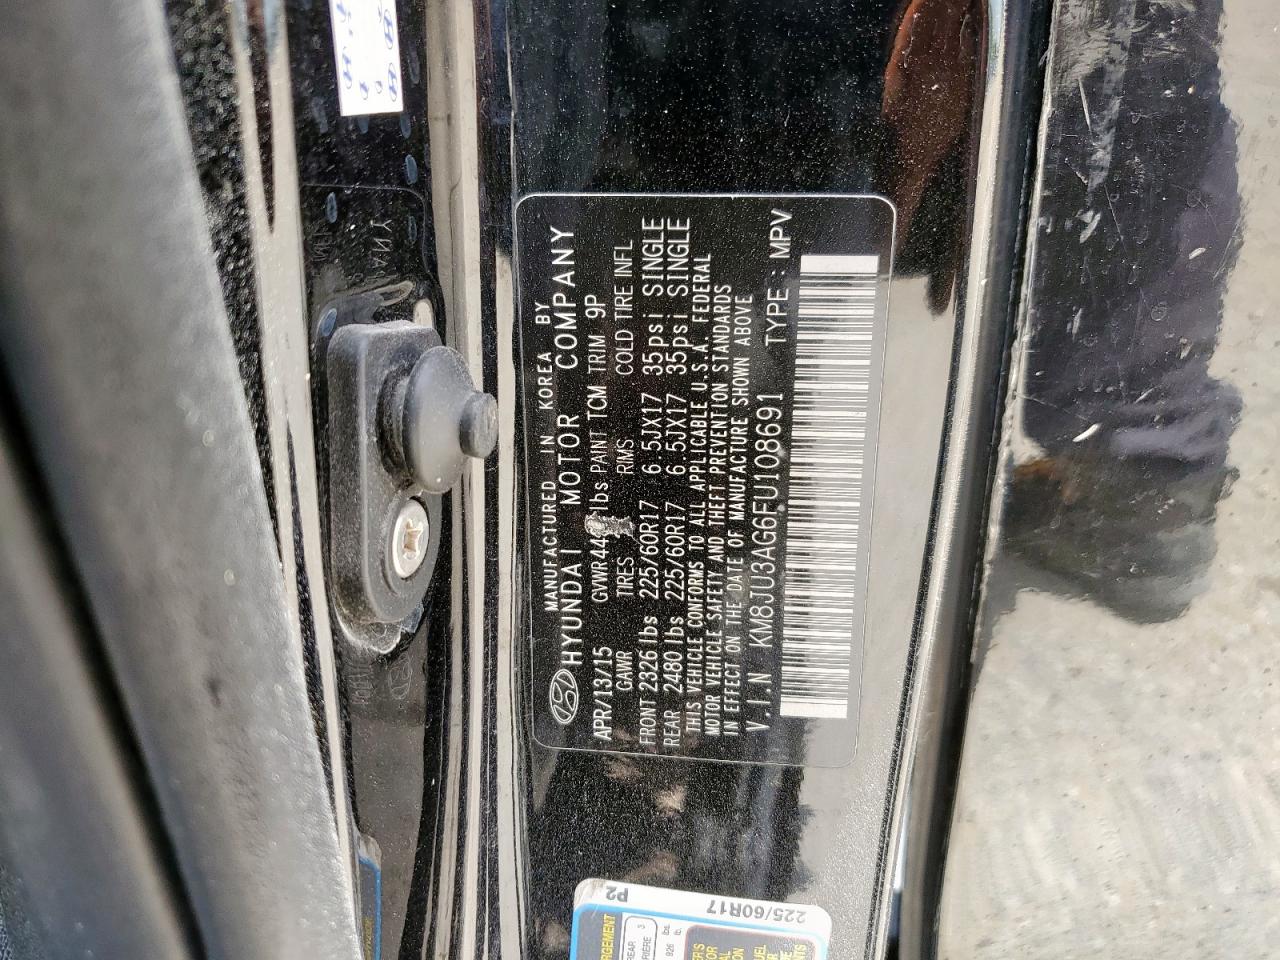 MANUFACTURED IN KOREA BY
HYUNDAI MOTOR COMPANY
APR/13/15 GVWR lbs PAINT TCM TRIM 9P
GAWR TIRES RIMS COLD TIRE INFL
FRONT 2326 lbs 225/60R17 6.5JX17 35psi SINGLE
REAR 2480 lbs 225/60R17 6.5JX17 35psi SINGLE
THIS VEHICLE CONFORMS TO ALL APPLICABLE U.S.A. FEDERAL
MOTOR VEHICLE SAFETY AND THEFT PREVENTION STANDARDS
IN EFFECT ON THE DATE OF MANUFACTURE SHOWN ABOVE
V.I.N KM8JU3AG6FU108691 TYPE : MPV
P2
225/60R17